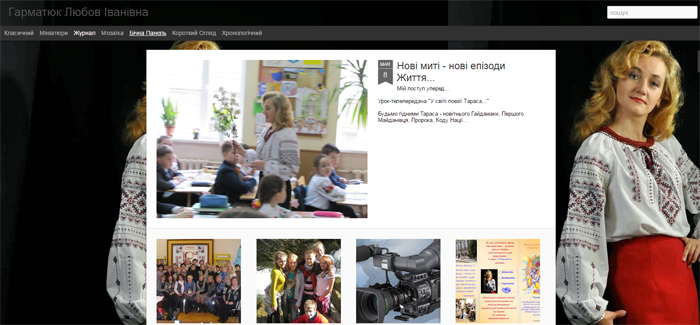 Гарматюк Любов Іванівна
пошук
Класичний Мініатюри Журнал Мозаїка Бічна Панель Короткий Огляд Хронологічний
МАЙ
8
Нові миті - нові епізоди
Життя...
Мій поступ уперед...
Урок-телепередача "У світі поезії Тараса..."
Будьмо гідними Тараса - новітнього Гайдамаки, Першого
Майданівця, Пророка, Коду Нації...